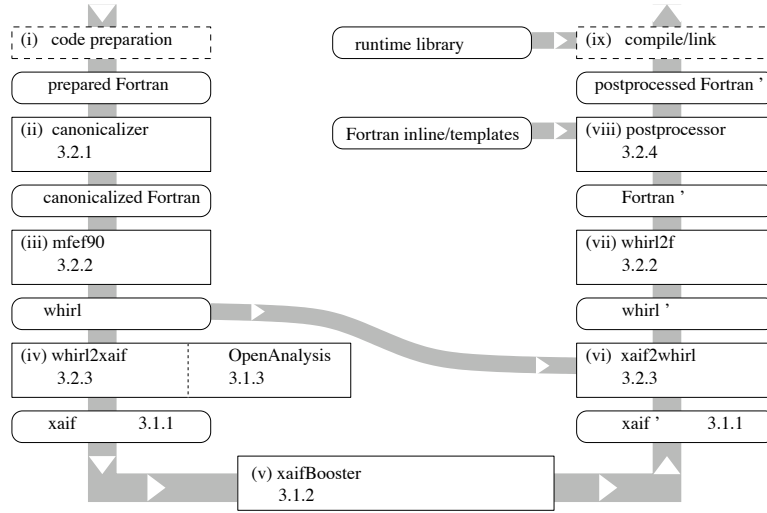 (i) code preparation
prepared Fortran
(ii) canonicalizer
3.2.1
canonicalized Fortran
(iii) mfef90
3.2.2
whirl
(iv) whirl2xaif
3.2.3
OpenAnalysis
3.1.3
xaif 3.1.1
(v) xaifBooster
3.1.2
runtime library
Fortran inline/templates
(ix) compile/link
postprocessed Fortran ’
(viii) postprocessor
3.2.4
Fortran ’
(vii) whirl2f
3.2.2
whirl ’
(vi) xaif2whirl
3.2.3
xaif ’ 3.1.1